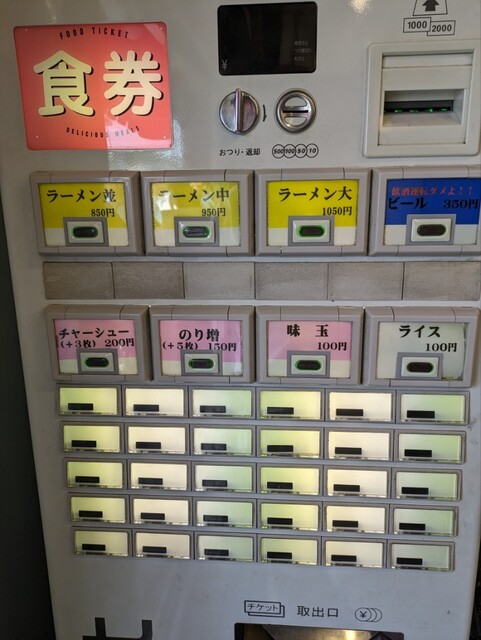 FOOD TICKET
食券
DELICIOUS MEALS
¥
1000 2000
おつり・返却
500 100 50 10
ラーメン並
850円
ラーメン中
950円
ラーメン大
1050円
飲酒運転ダメよ！！
ビール 350円
チャーシュー
(+3枚) 200円
のり増
(+5枚) 150円
味玉
100円
ライス
100円
チケット 取出口